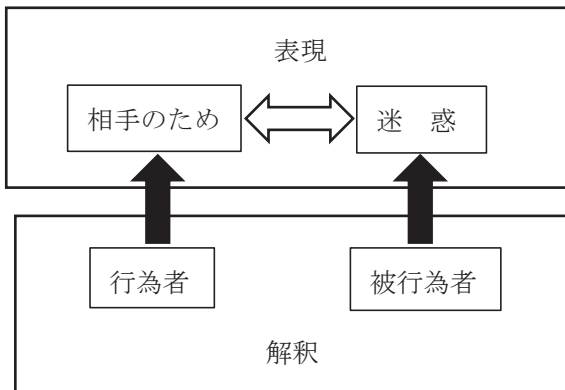 表現
相手のため
迷　惑
行為者
被行為者
解釈